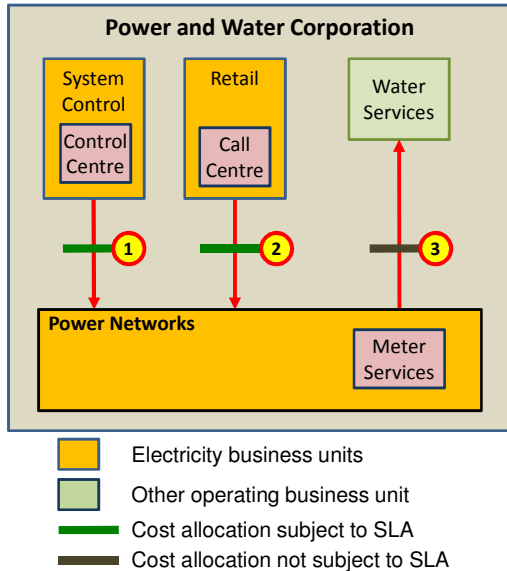 Power and Water Corporation
System
Control
Control
Centre
Retail
Call
Centre
Water
Services
1
2
3
Power Networks
Meter
Services
Electricity business units
Other operating business unit
Cost allocation subject to SLA
Cost allocation not subject to SLA